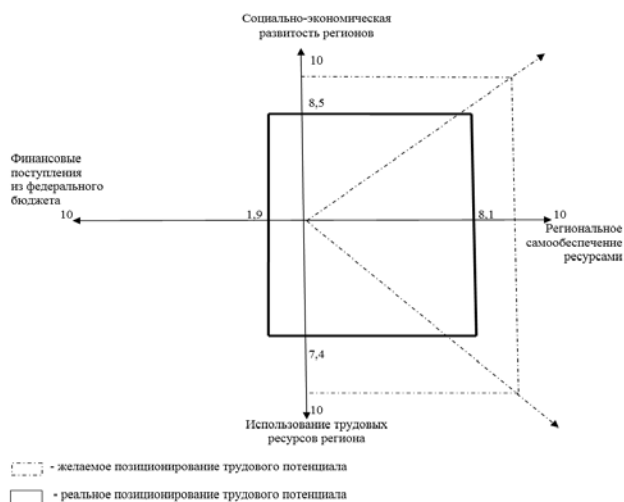 Социально-экономическая
развитость регионов
10
8,5
Финансовые
поступления
из федерального
бюджета
10
1,9
8,1
10
Региональное
самообеспечение
ресурсами
7,4
10
Использование трудовых
ресурсов региона
- желаемое позиционирование трудового потенциала
- реальное позиционирование трудового потенциала